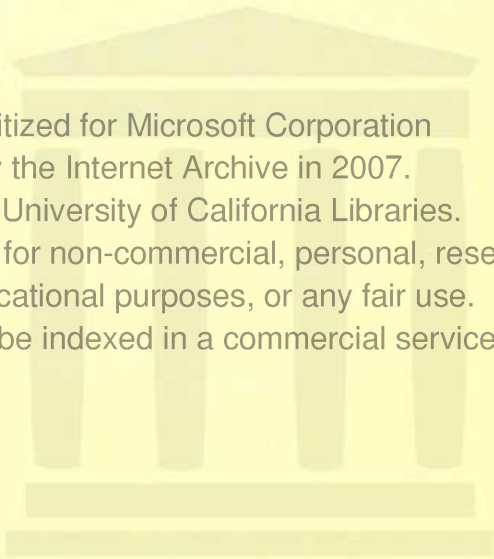 itized for Microsoft Corporation
the Internet Archive in 2007.
University of California Libraries.
for non-commercial, personal, rese
cational purposes, or any fair use.
be indexed in a commercial service